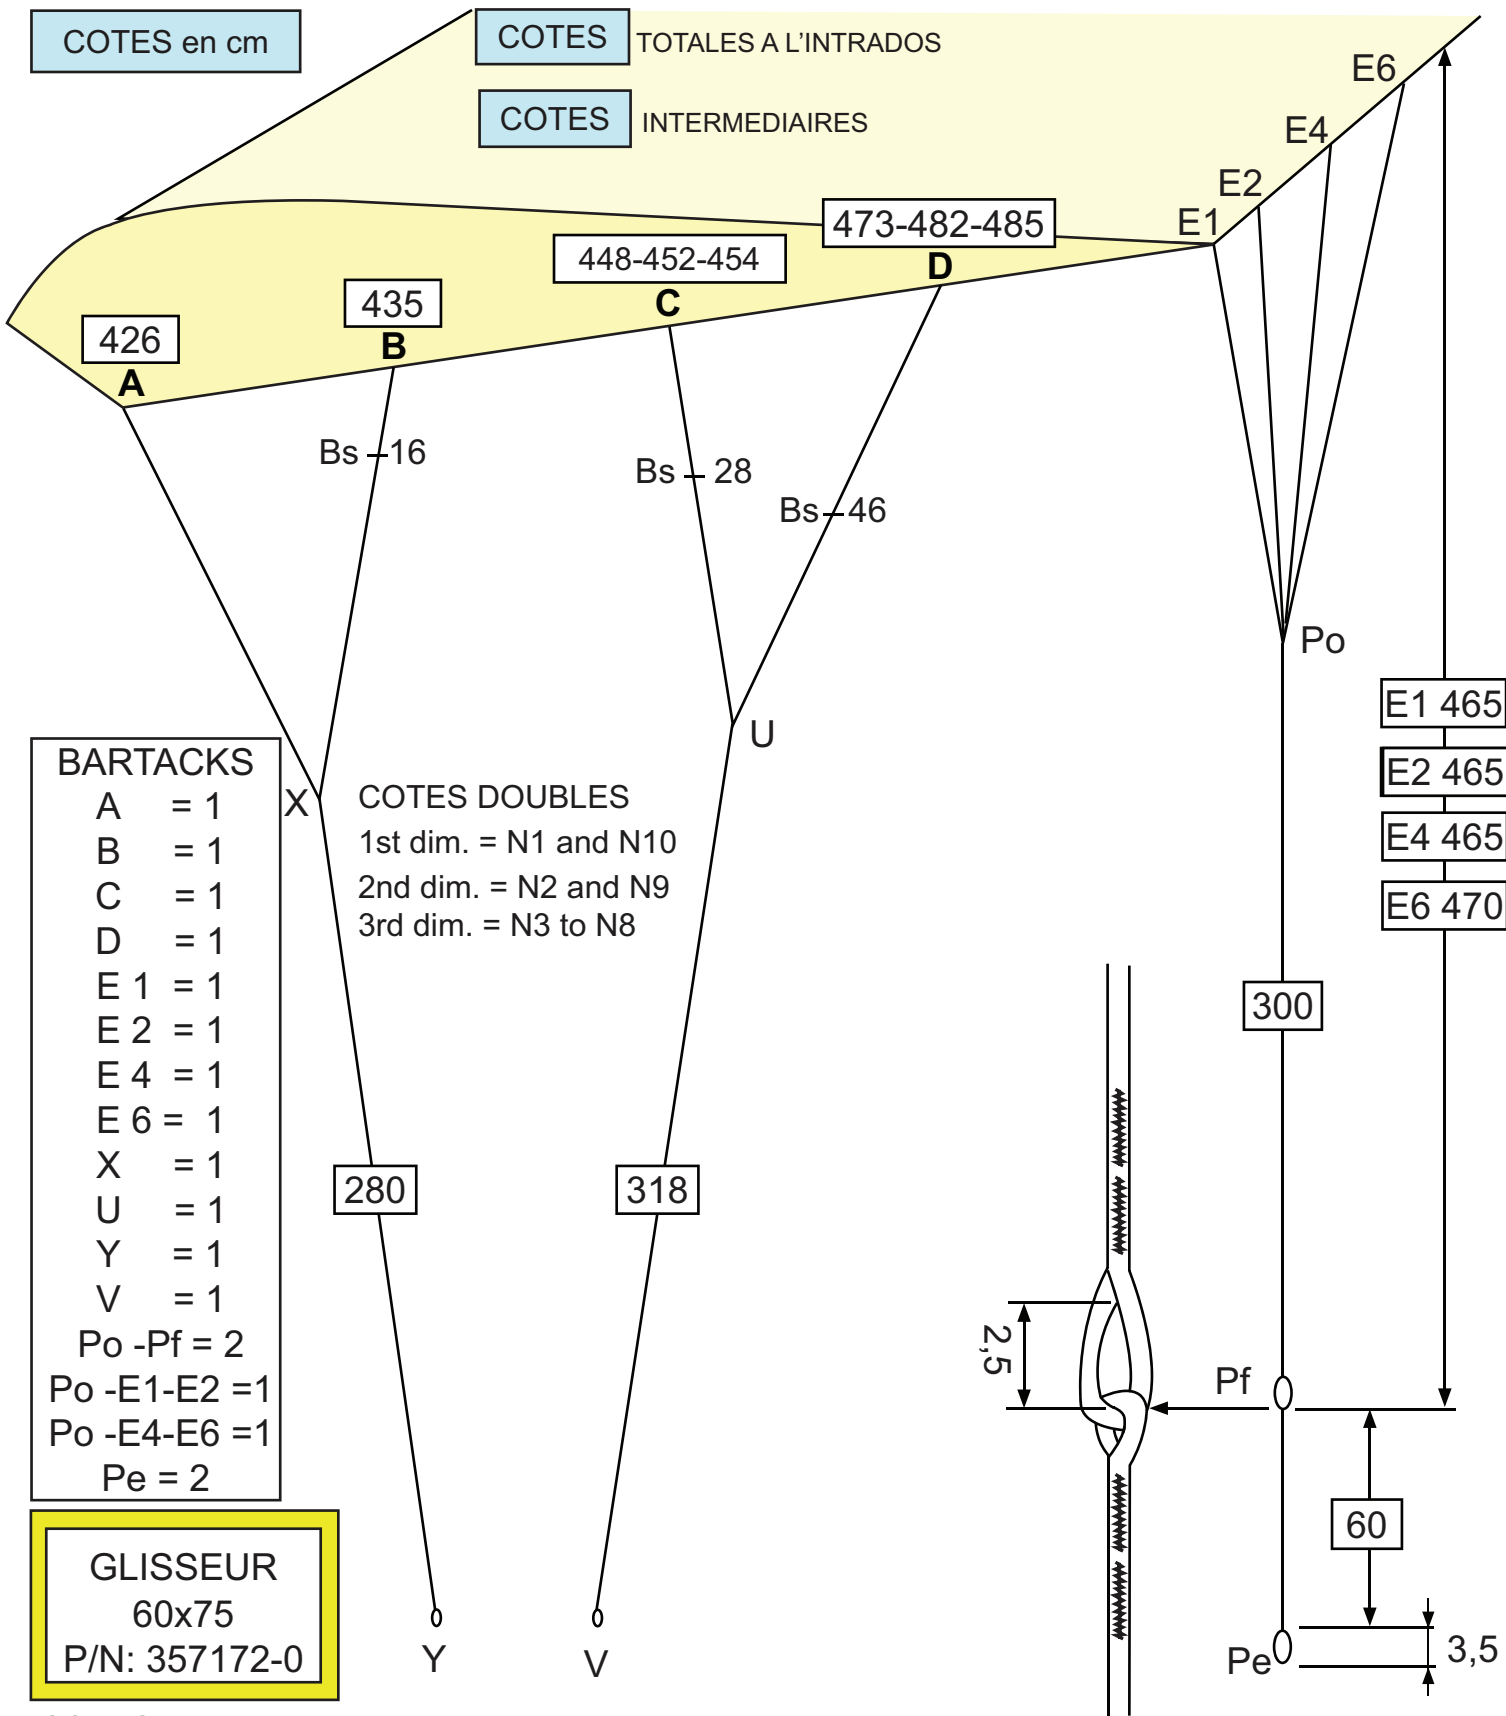 COTES en cm
COTES TOTALES A L'INTRADOS
COTES INTERMEDIAIRES
E6
E4
E2
E1
473-482-485
D
448-452-454
C
435
B
426
A
Bs 16
Bs 28
Bs 46
Po
U
X
E1 465
E2 465
E4 465
E6 470
BARTACKS
A = 1
B = 1
C = 1
D = 1
E 1 = 1
E 2 = 1
E 4 = 1
E 6 = 1
X = 1
U = 1
Y = 1
V = 1
Po -Pf = 2
Po -E1-E2 =1
Po -E4-E6 =1
Pe = 2
COTES DOUBLES
1st dim. = N1 and N10
2nd dim. = N2 and N9
3rd dim. = N3 to N8
300
280
318
2,5
Pf
60
GLISSEUR
60x75
P/N: 357172-0
Y
V
Pe
3,5